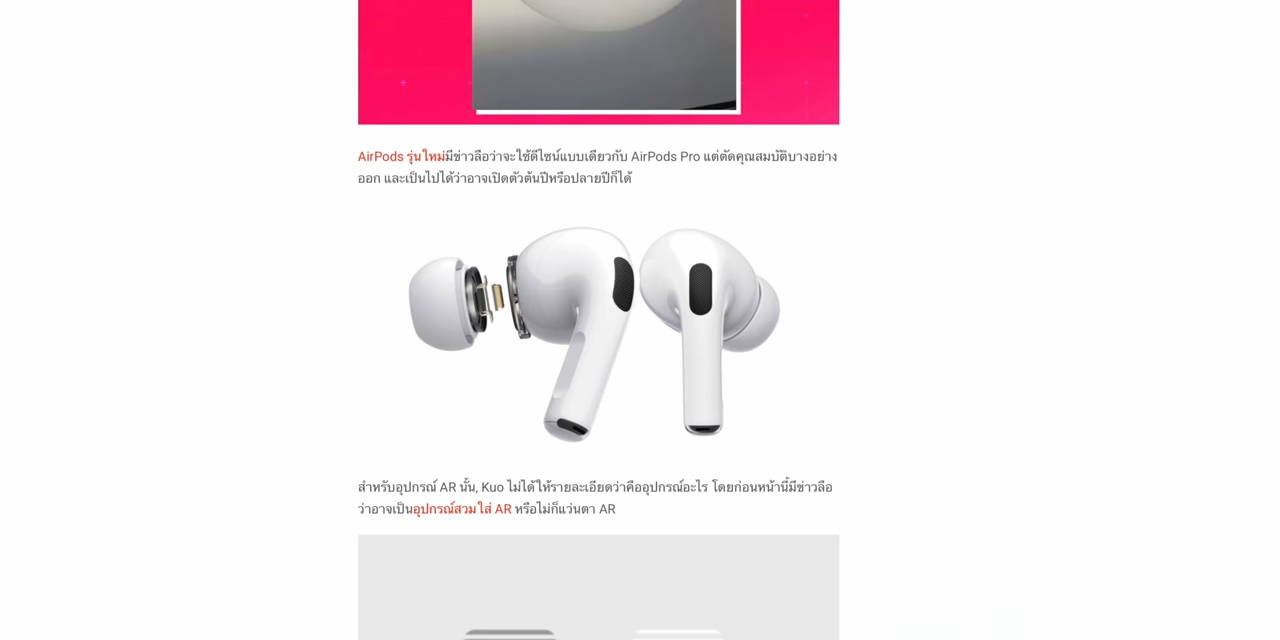 AirPods รุ่นใหม่มีข่าวลือว่าจะใช้ดีไซน์แบบเดียวกับ AirPods Pro แต่ตัดคุณสมบัติบางอย่าง
ออก และเป็นไปได้ว่าอาจเปิดตัวต้นปีหรือปลายปีก็ได้
สำหรับอุปกรณ์ AR นั้น, Kuo ไม่ได้ให้รายละเอียดว่าคืออุปกรณ์อะไร โดยก่อนหน้านี้มีข่าวลือ
ว่าอาจเป็นอุปกรณ์สวมใส่ AR หรือไม่ก็แว่นตา AR